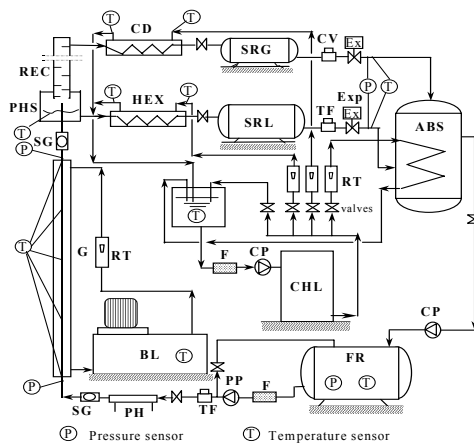 T
CD
T
CV
Ex
SRG
REC
P
T
PHS
HEX
T
T
Exp
Ex
TF
ABS
T
P
SG
SRL
RT
T
valves
T
G
RT
F
CP
CHL
BL
T
CP
FR
P
T
P
SG
PH
TF
PP
F
P Pressure sensor
T Temperature sensor